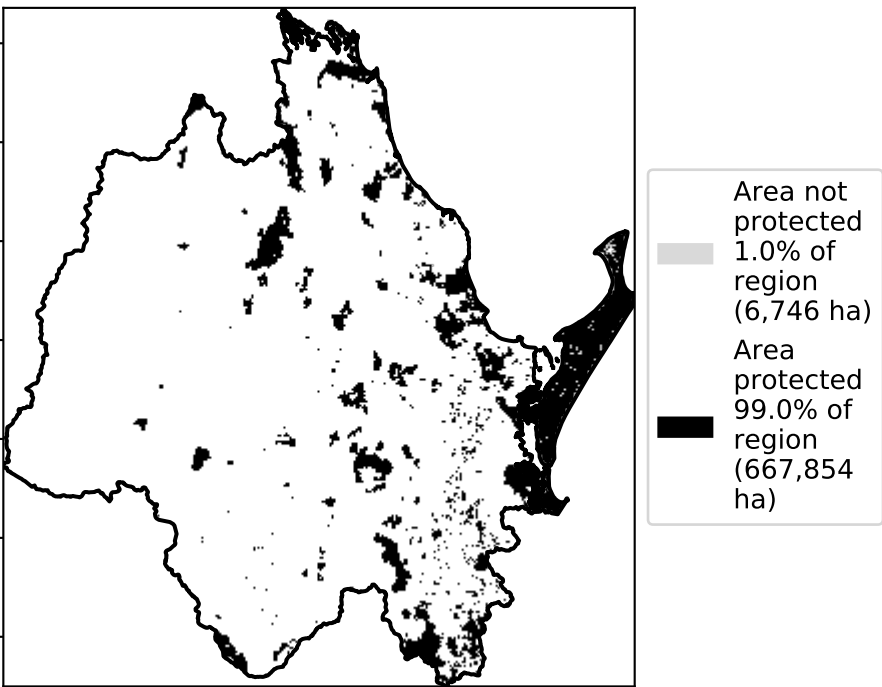 Area not
protected
1.0% of
region
(6,746 ha)
Area
protected
99.0% of
region
(667,854
ha)